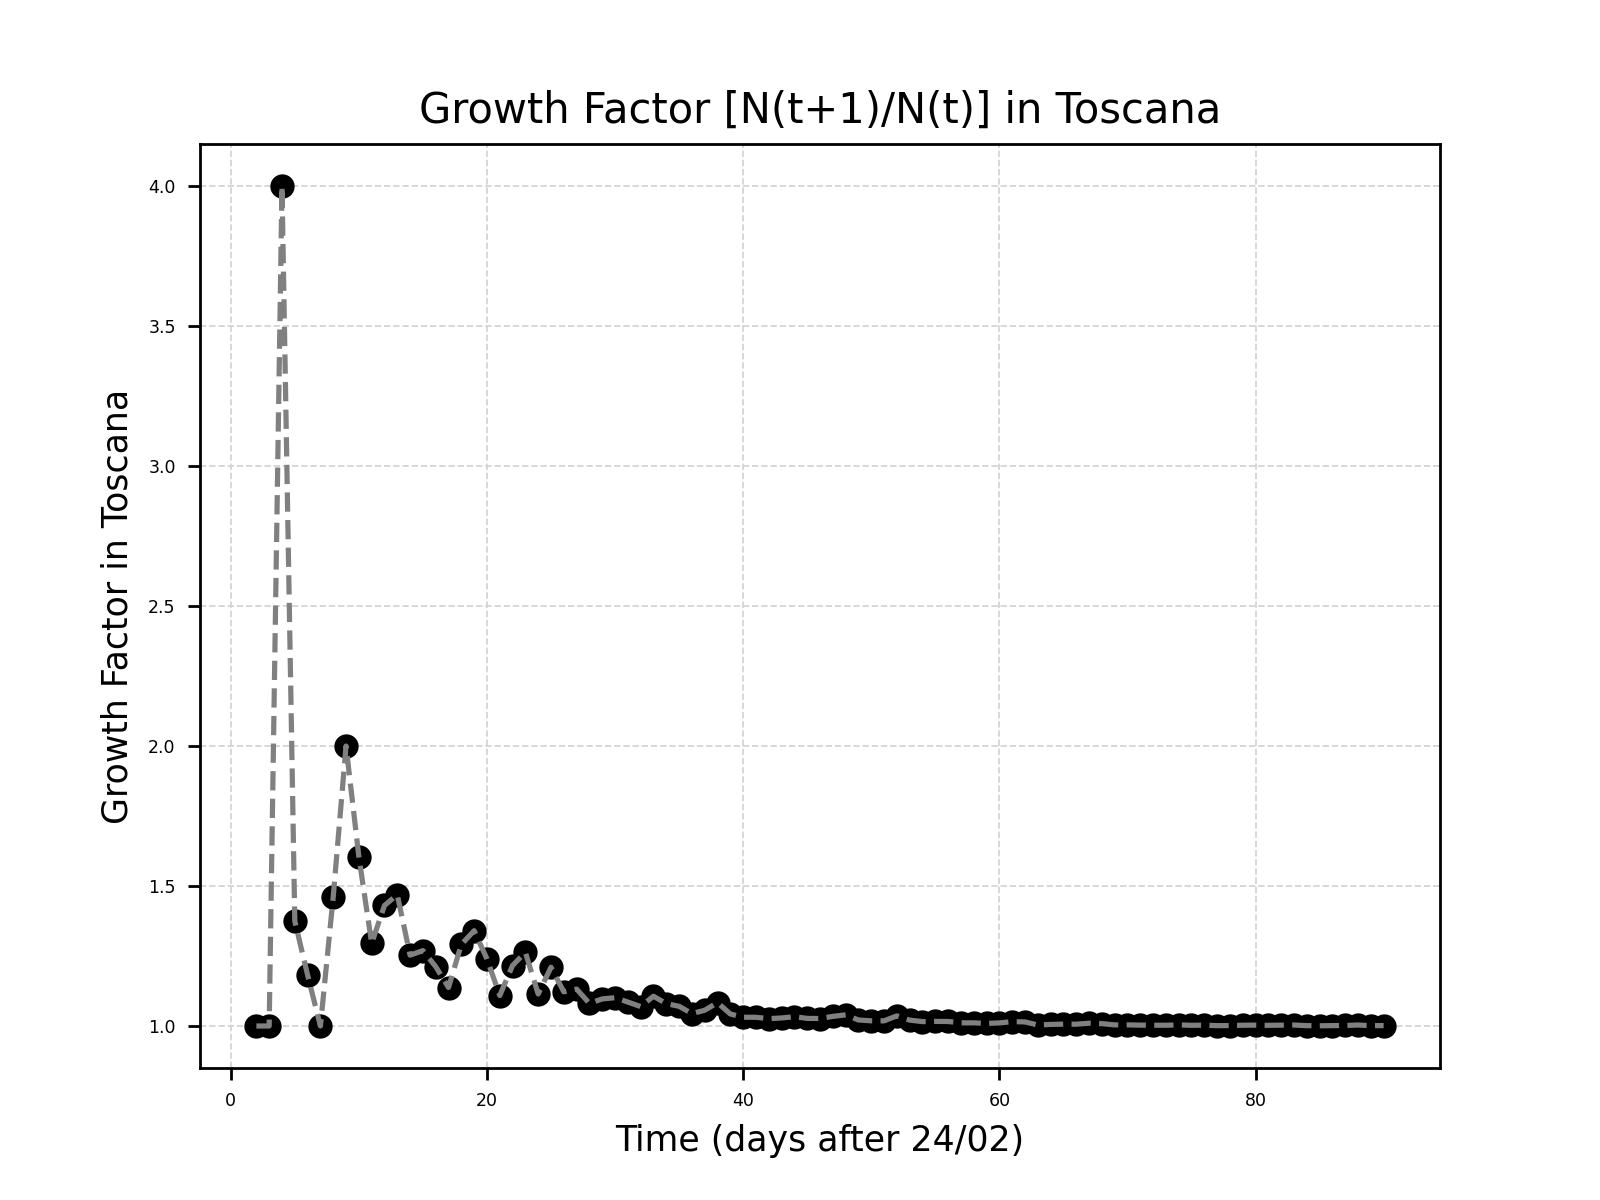 Growth Factor [N(t+1)/N(t)] in Toscana
Growth Factor in Toscana
4.0
3.5
3.0
2.5
2.0
1.5
1.0
0 20 40 60 80
Time (days after 24/02)